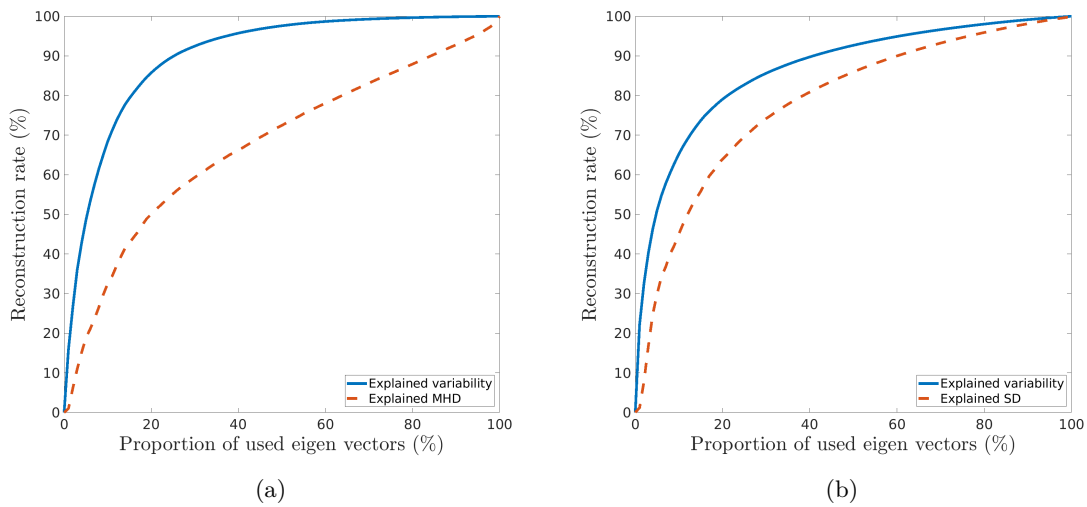 100
90
80
70
60
50
40
30
20
10
0
Reconstruction rate (%)
Explained variability
Explained MHD
0 20 40 60 80 100
Proportion of used eigen vectors (%)
(a)
100
90
80
70
60
50
40
30
20
10
0
Reconstruction rate (%)
Explained variability
Explained SD
0 20 40 60 80 100
Proportion of used eigen vectors (%)
(b)